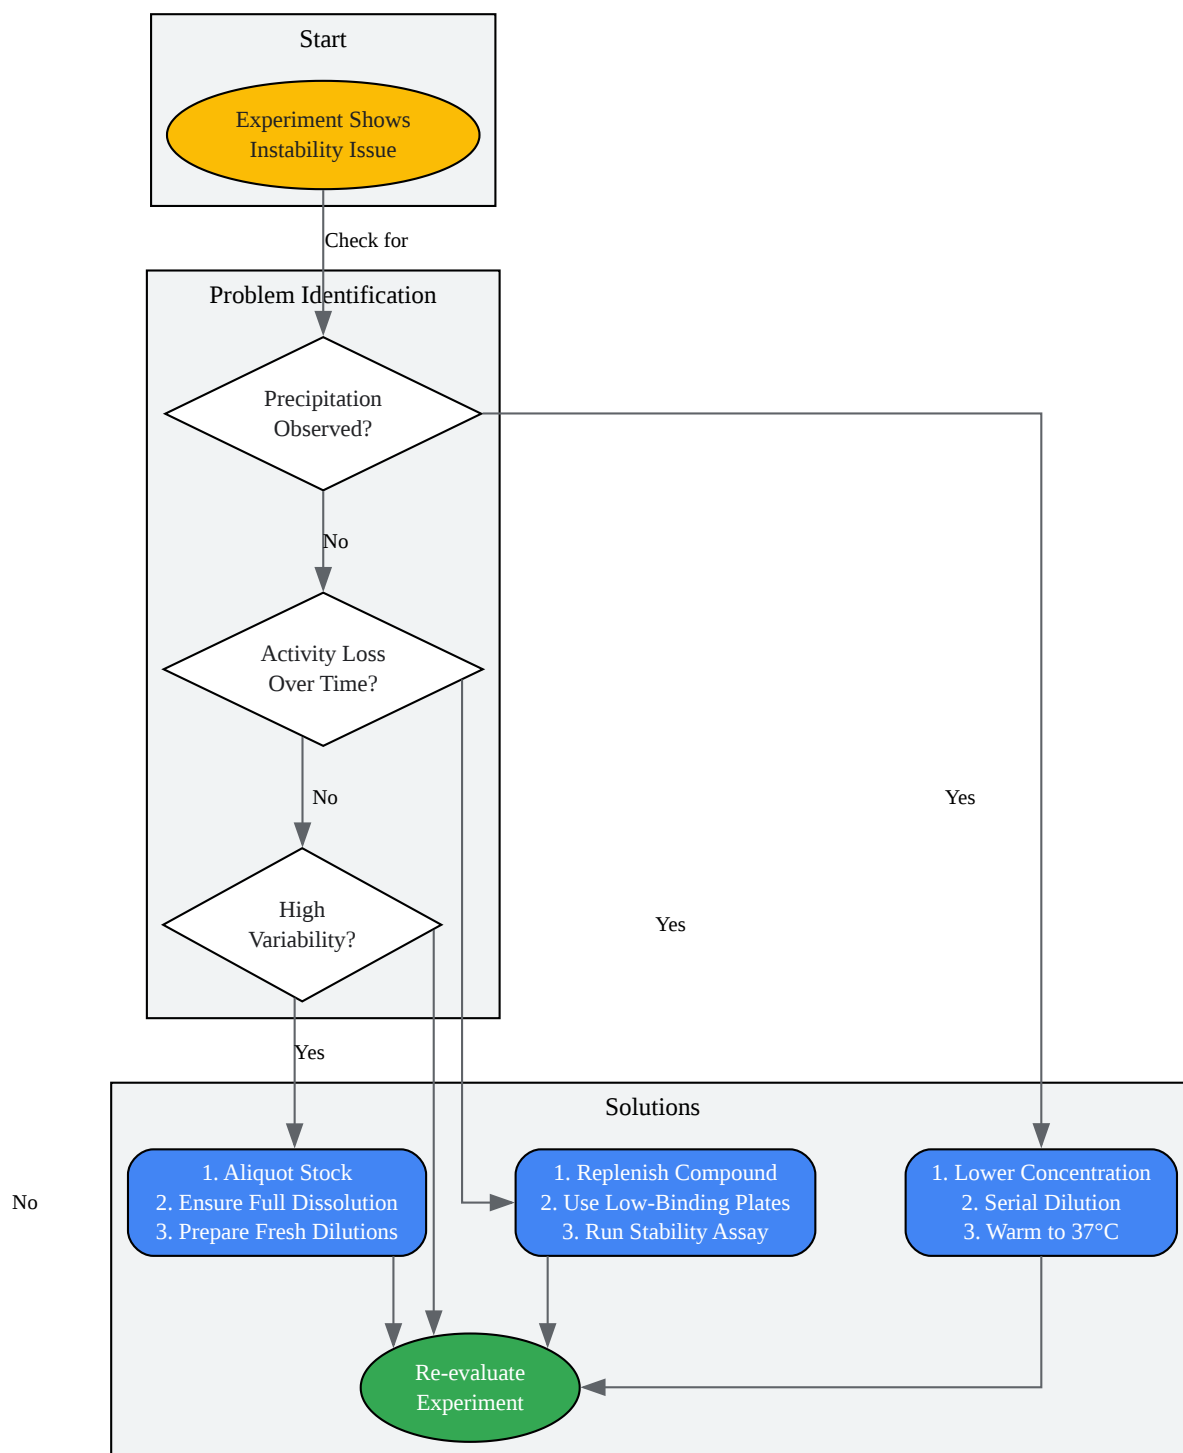 Start
Experiment Shows
Instability Issue
Check for
Problem Identification
Precipitation
Observed?
No
Activity Loss
Over Time?
No
Yes
High
Variability?
Yes
Yes
Solutions
1. Aliquot Stock
2. Ensure Full Dissolution
3. Prepare Fresh Dilutions
1. Replenish Compound
2. Use Low-Binding Plates
3. Run Stability Assay
1. Lower Concentration
2. Serial Dilution
3. Warm to 37°C
No
Re-evaluate
Experiment